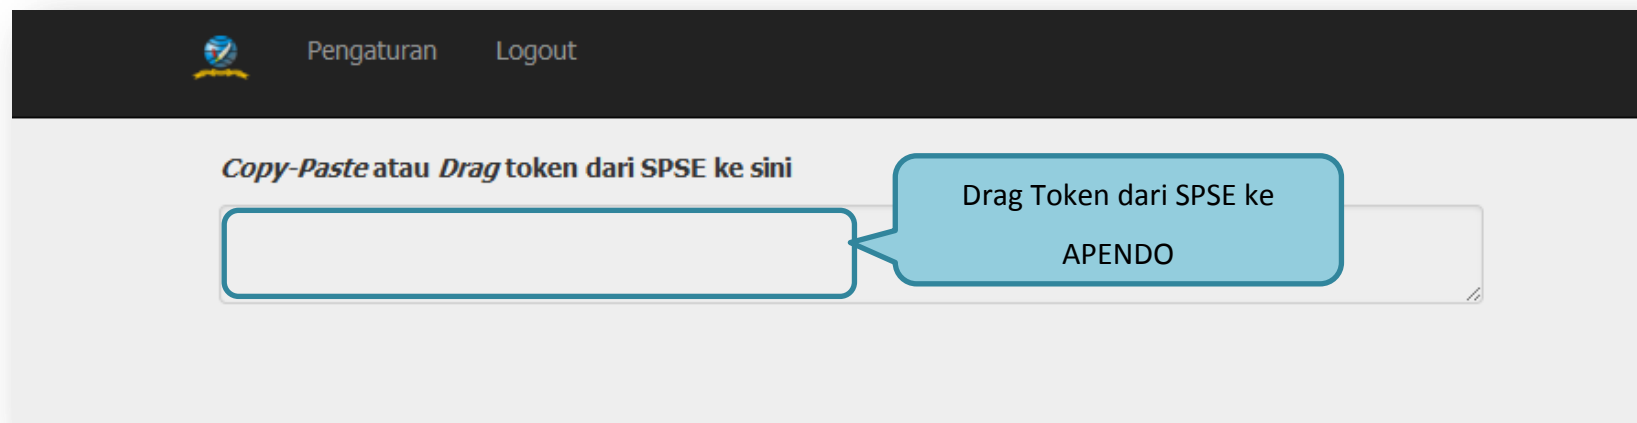 Pengaturan Logout
Copy-Paste atau Drag token dari SPSE ke sini
Drag Token dari SPSE ke
APENDO